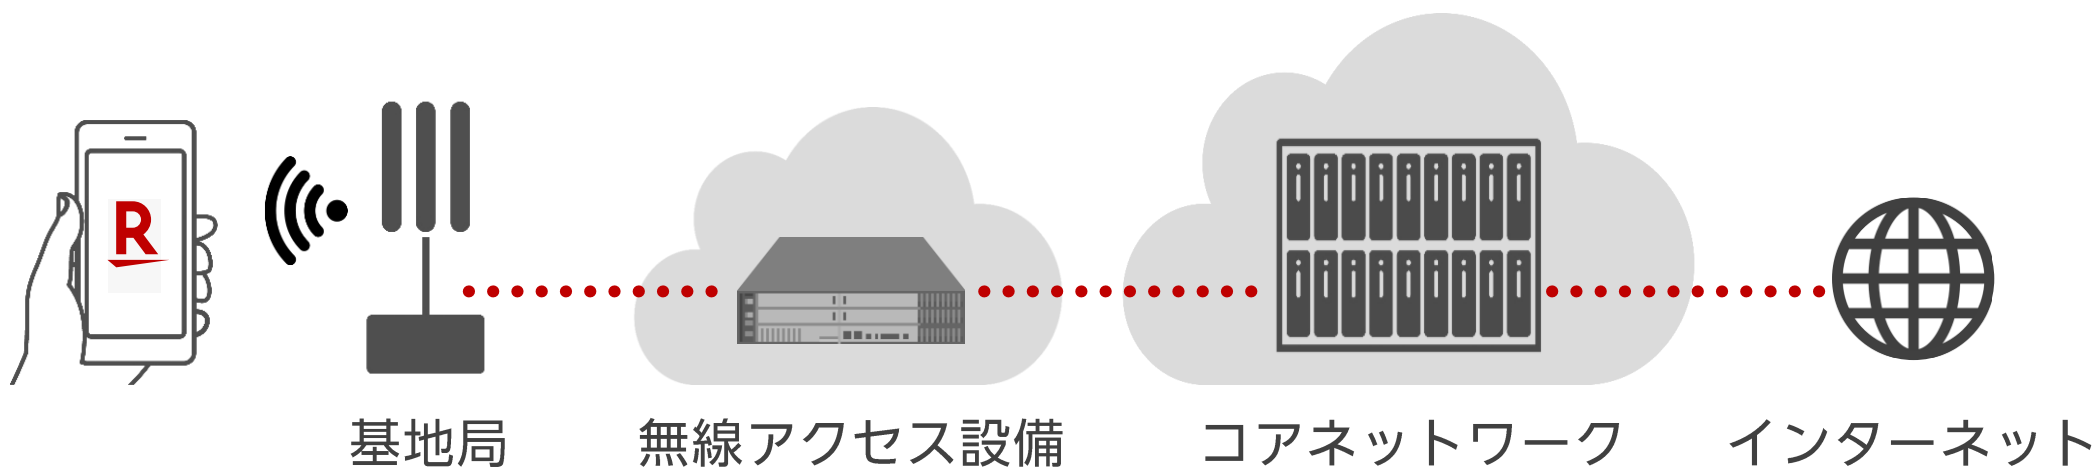 R
基地局
無線アクセス設備
コアネットワーク
インターネット